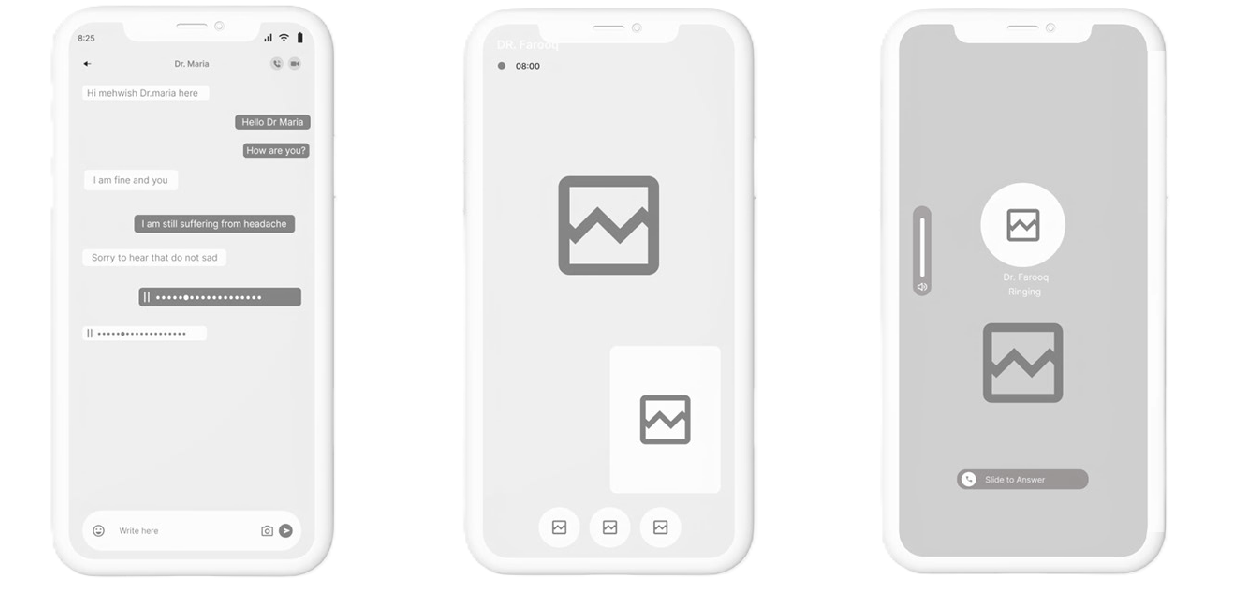 8:25
Dr. Maria
Hi mehwish Dr.maria here
Hello Dr Maria
How are you?
I am fine and you
I am still suffering from headache
Sorry to hear that do not sad
Write here
DR. Farooq
08:00
Dr. Farooq
Ringing
Slide to Answer